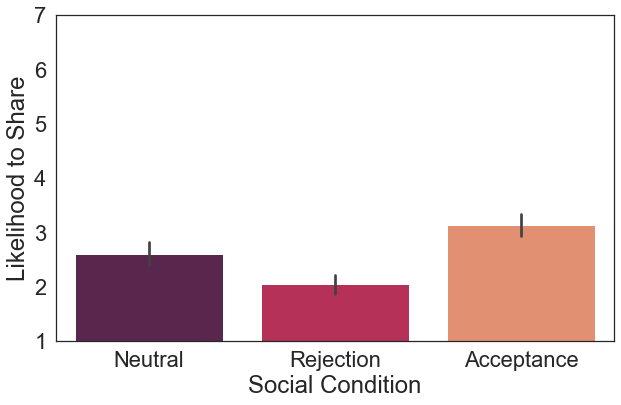 7
6
5
4
3
2
1
Likelihood to Share
Neutral Rejection Acceptance
Social Condition